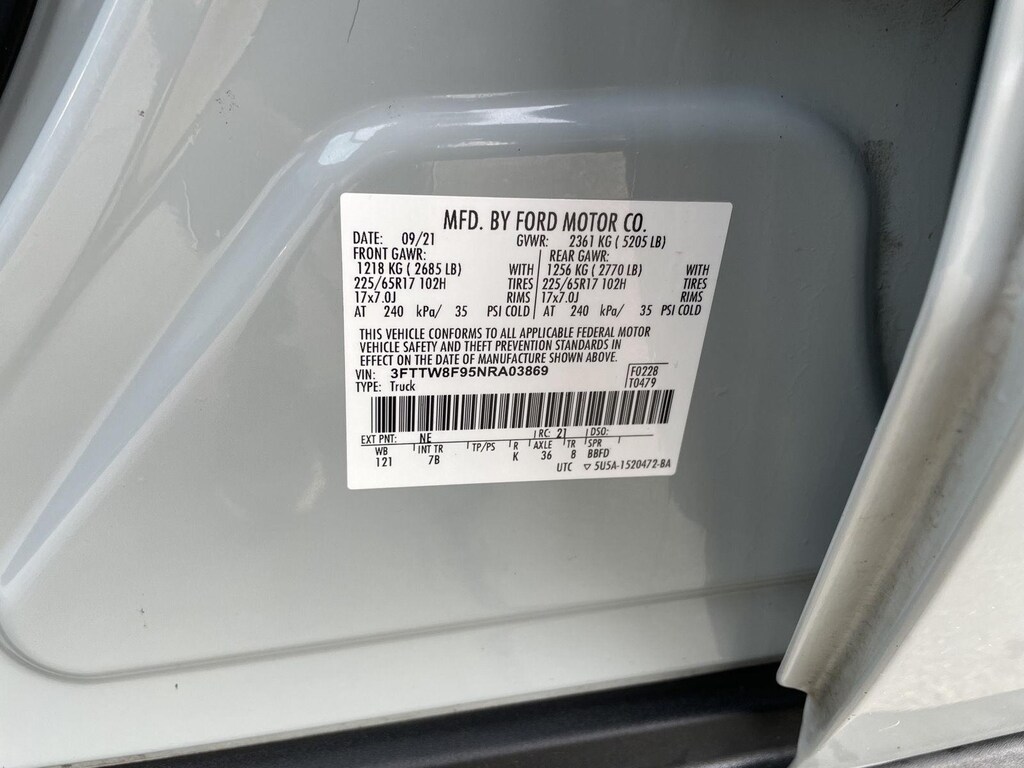 MFD. BY FORD MOTOR CO.
DATE: 09/21 GVWR: 2361 KG ( 5205 LB)
FRONT GAWR: REAR GAWR:
1218 KG ( 2685 LB) WITH 1256 KG ( 2770 LB) WITH
225/65R17 102H TIRES 225/65R17 102H TIRES
17x7.0J RIMS 17x7.0J RIMS
AT 240 kPa/ 35 PSI COLD AT 240 kPa/ 35 PSI COLD
THIS VEHICLE CONFORMS TO ALL APPLICABLE FEDERAL MOTOR
VEHICLE SAFETY AND THEFT PREVENTION STANDARDS IN
EFFECT ON THE DATE OF MANUFACTURE SHOWN ABOVE.
VIN: 3FTTW8F95NRA03869 F0228
TYPE: Truck T0479
EXT PNT: NE RC: 21 DSO:
WB INT TR TP/PS R AXLE TR SPR
121 7B K 36 8 BBFD
UTC ▽ 5U5A-1520472-BA